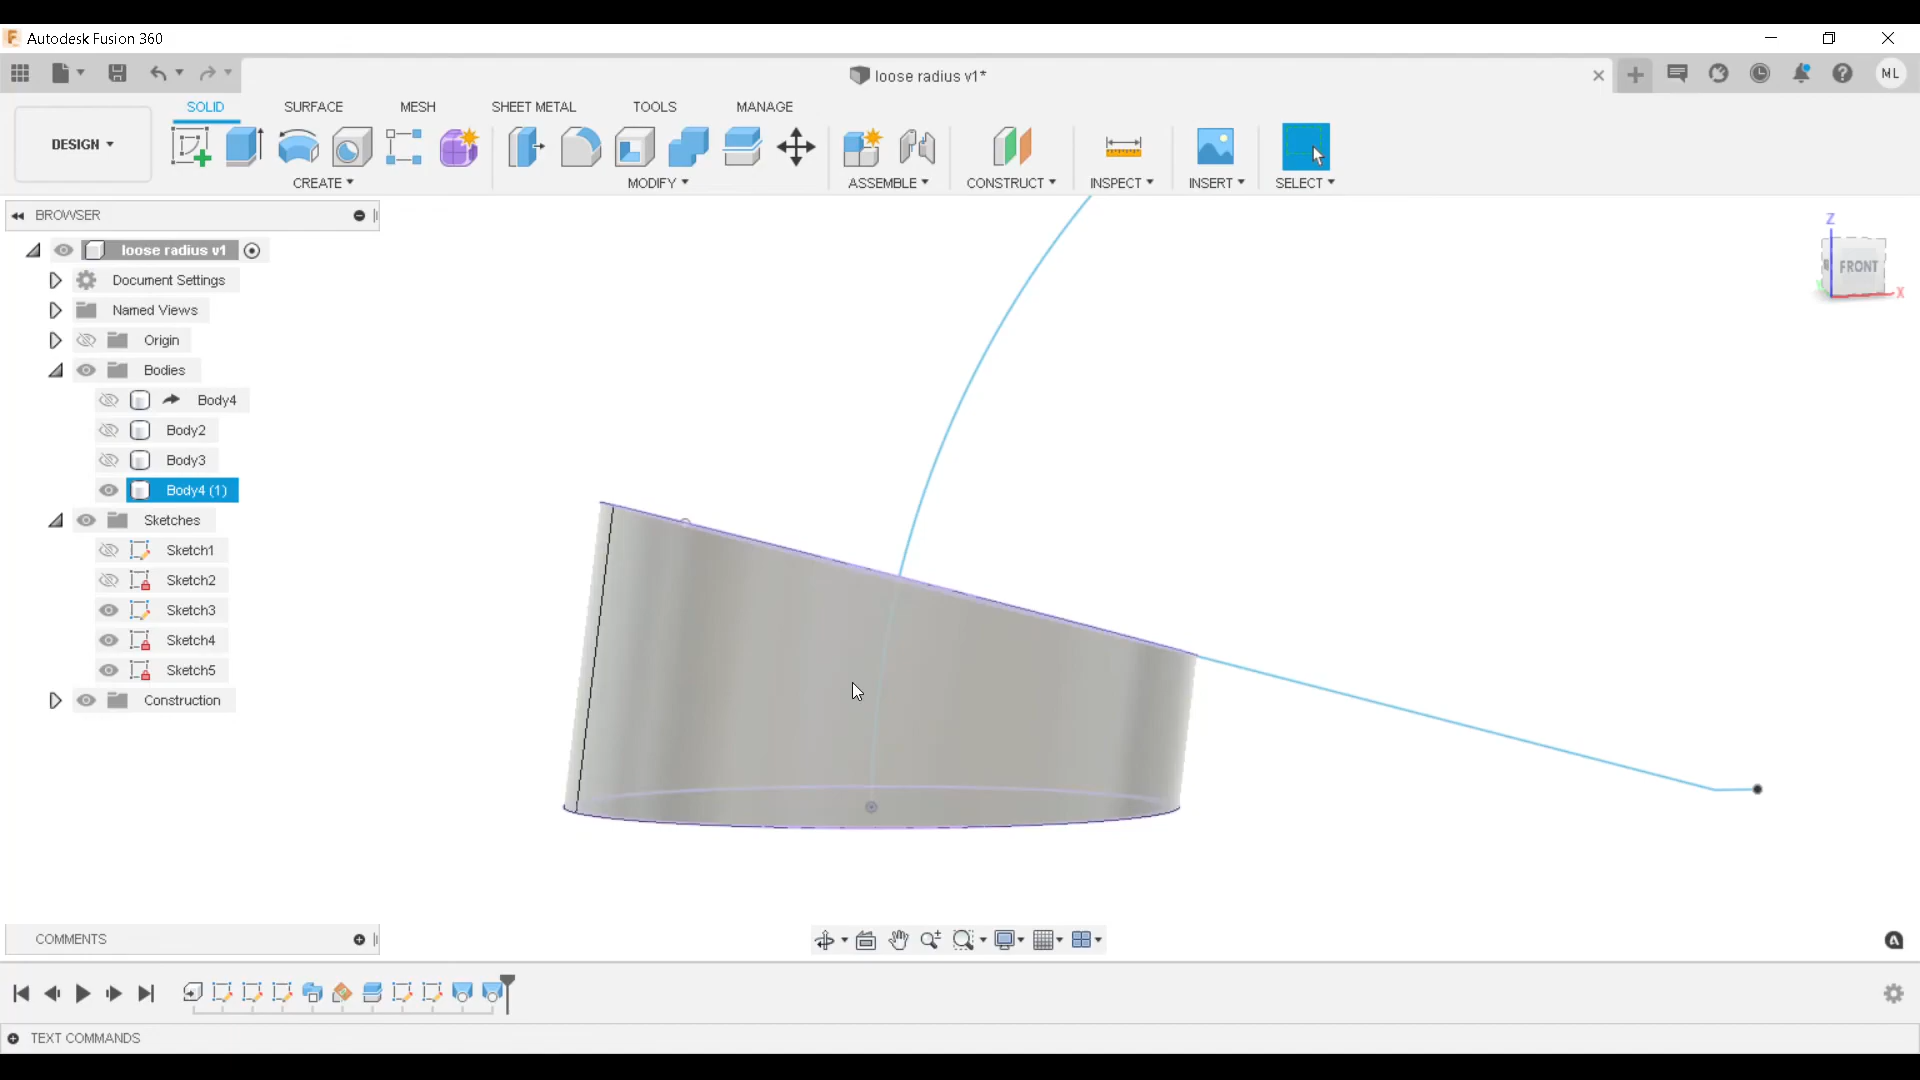 Autodesk Fusion 360
loose radius v1*
ML
SOLID SURFACE MESH SHEET METAL TOOLS MANAGE
DESIGN
CREATE MODIFY ASSEMBLE CONSTRUCT INSPECT INSERT SELECT
BROWSER
loose radius v1
Document Settings
Named Views
Origin
Bodies
Body4
Body2
Body3
Body4 (1)
Sketches
Sketch1
Sketch2
Sketch3
Sketch4
Sketch5
Construction
Z
FRONT
X
COMMENTS
TEXT COMMANDS